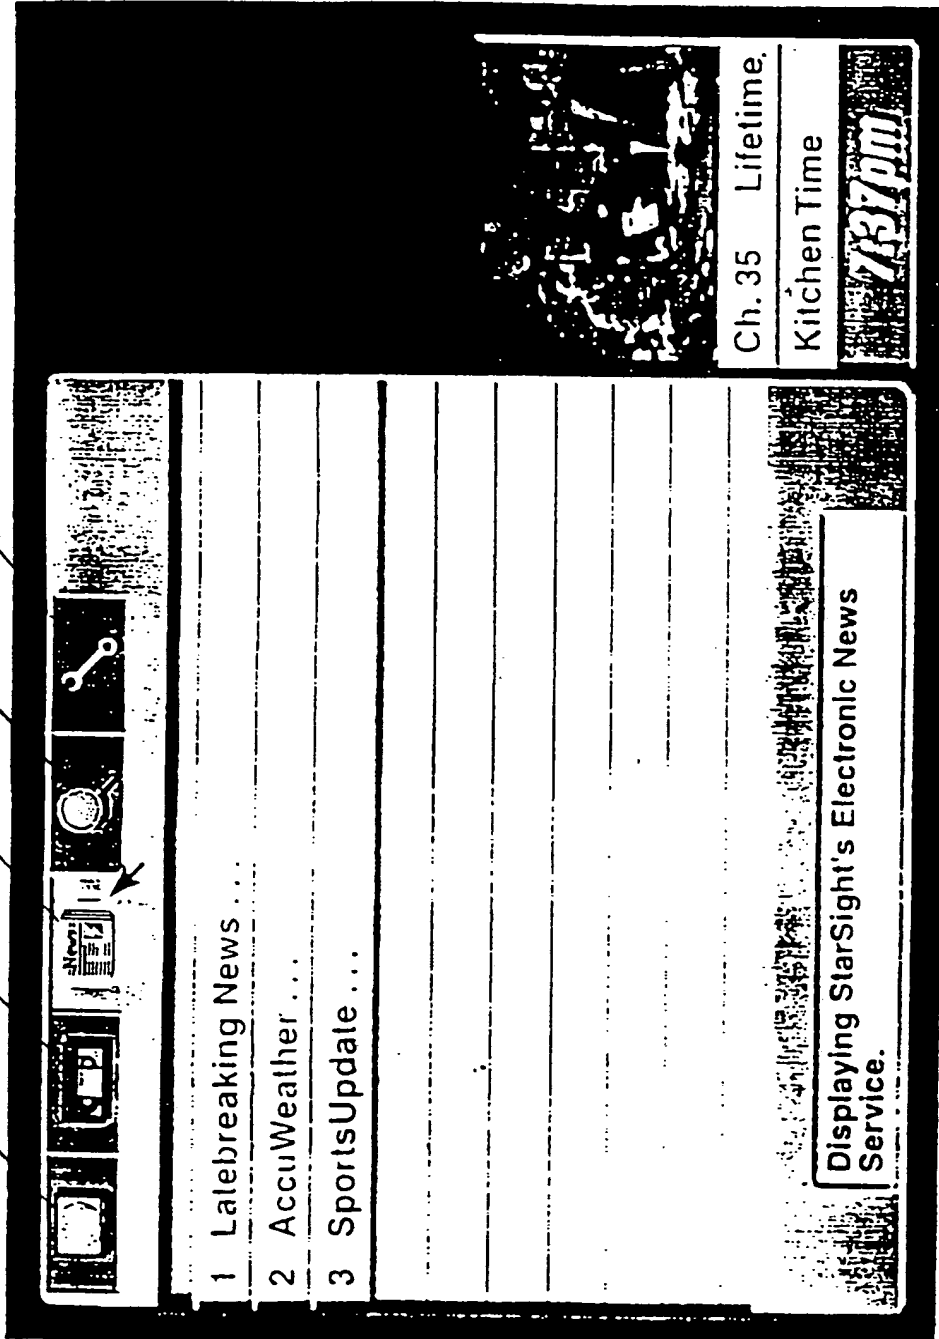 News
1 Latebreaking News...
2 AccuWeather...
3 SportsUpdate...
Displaying StarSight's Electronic News
Service.
Ch. 35 Lifetime.
Kitchen Time
7:37pm